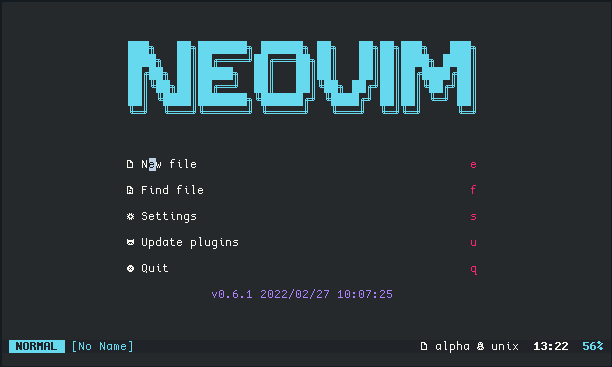 NEOVIM
New file e
Find file f
Settings s
Update plugins u
Quit q
v0.6.1 2022/02/27 10:07:25
NORMAL [No Name] alpha unix 13:22 56%